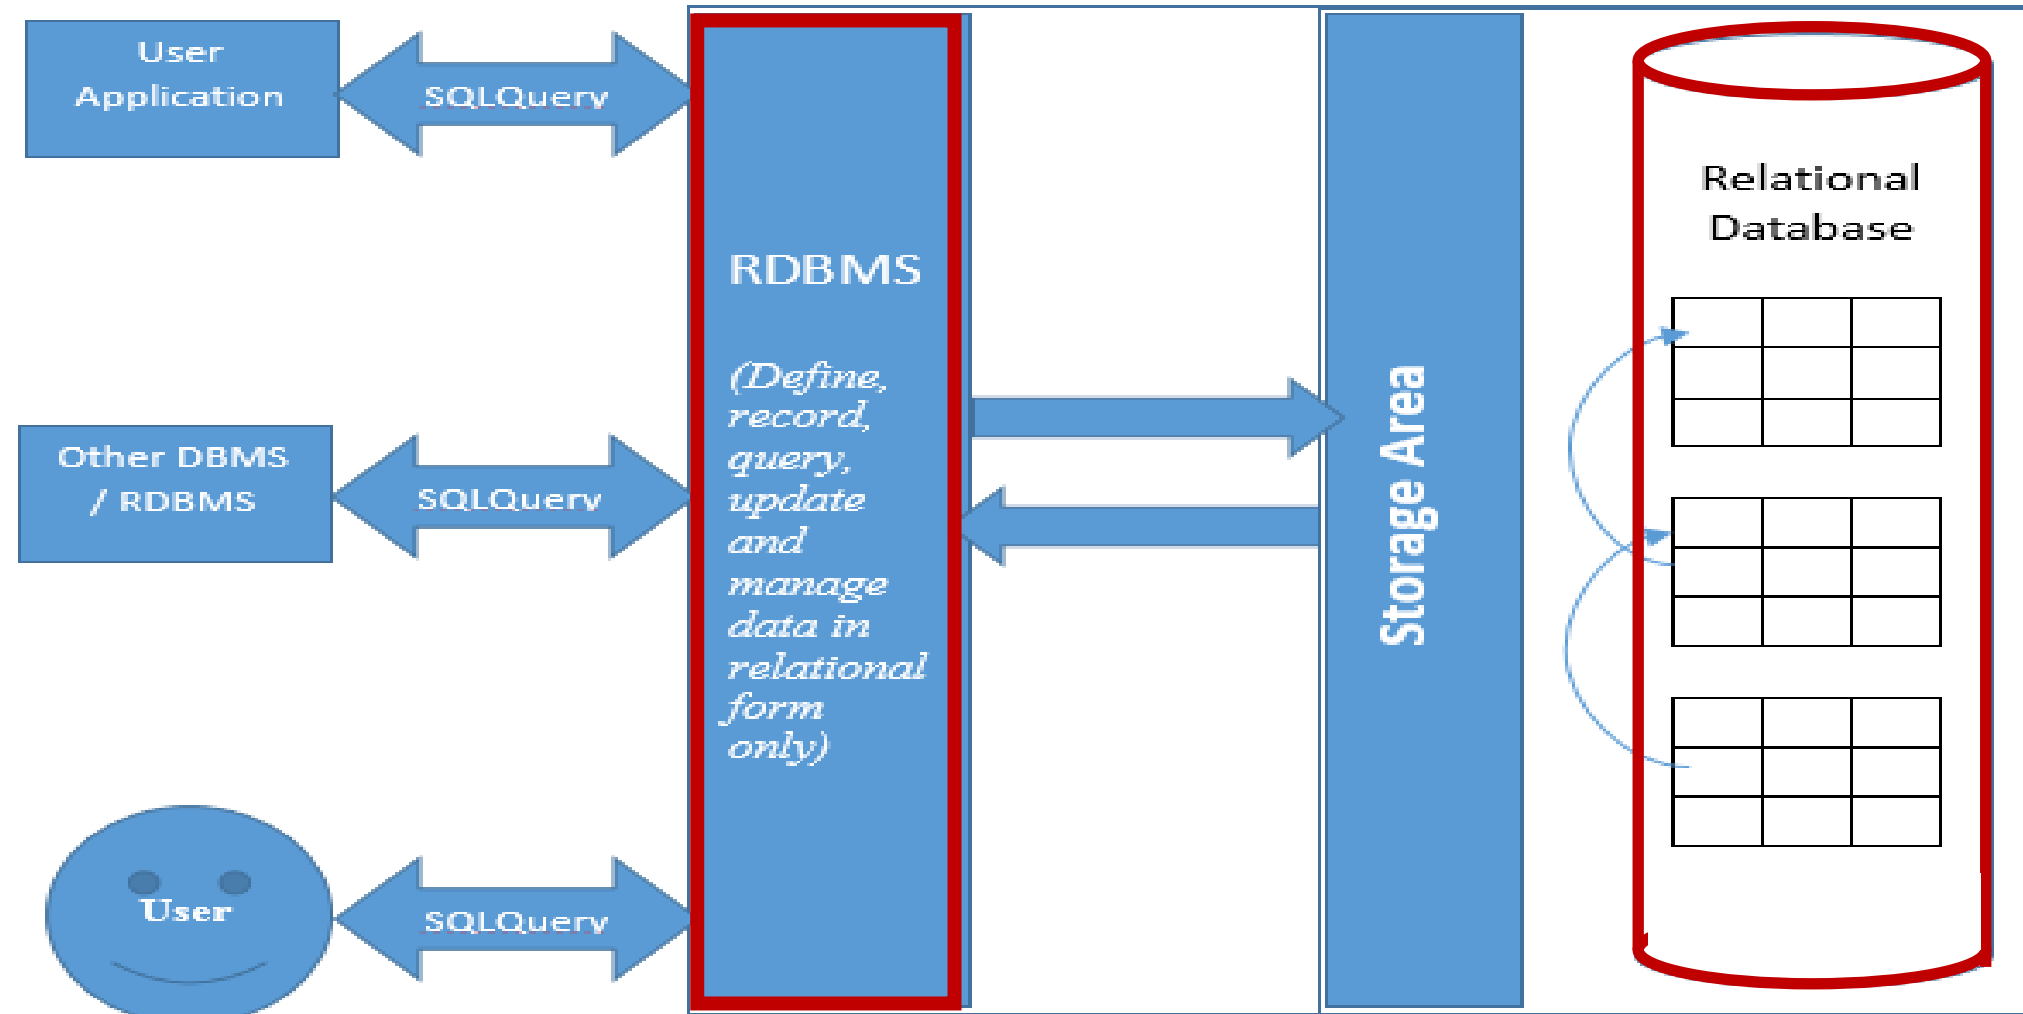 User
Application
SQLQuery
RDBMS
(Define,
record,
query,
update
and
manage
data in
relational
form
only)
Other DBMS
/ RDBMS
SQLQuery
User
SQLQuery
Storage Area
Relational
Database